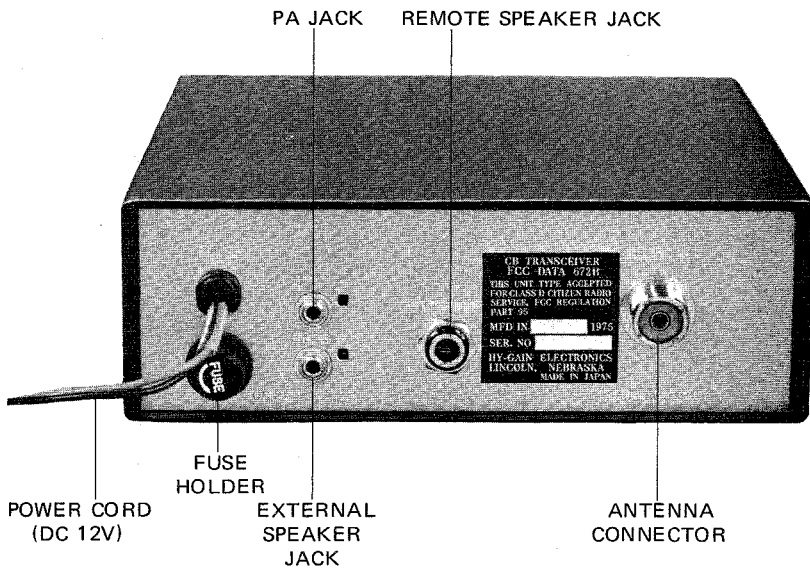 PA JACK
REMOTE SPEAKER JACK
CB TRANSCEIVER
FCC DATA 672B
THIS UNIT TYPE ACCEPTED
FOR CLASS D CITIZEN RADIO
SERVICE, FCC REGULATION
PART 95
MFD IN 1975
SER. NO
HY-GAIN ELECTRONICS
LINCOLN, NEBRASKA
MADE IN JAPAN
FUSE
FUSE
HOLDER
POWER CORD
(DC 12V)
EXTERNAL
SPEAKER
JACK
ANTENNA
CONNECTOR